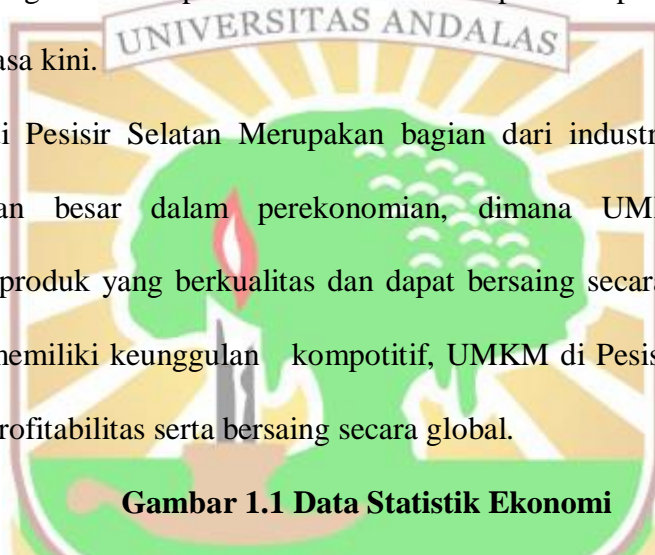 UNIVERSITAS ANDALAS
asa kini.
i Pesisir Selatan Merupakan bagian dari industr
an besar dalam perekonomian, dimana UM
produk yang berkualitas dan dapat bersaing secara
memiliki keunggulan kompotitif, UMKM di Pesis
rofitabilitas serta bersaing secara global.
Gambar 1.1 Data Statistik Ekonomi